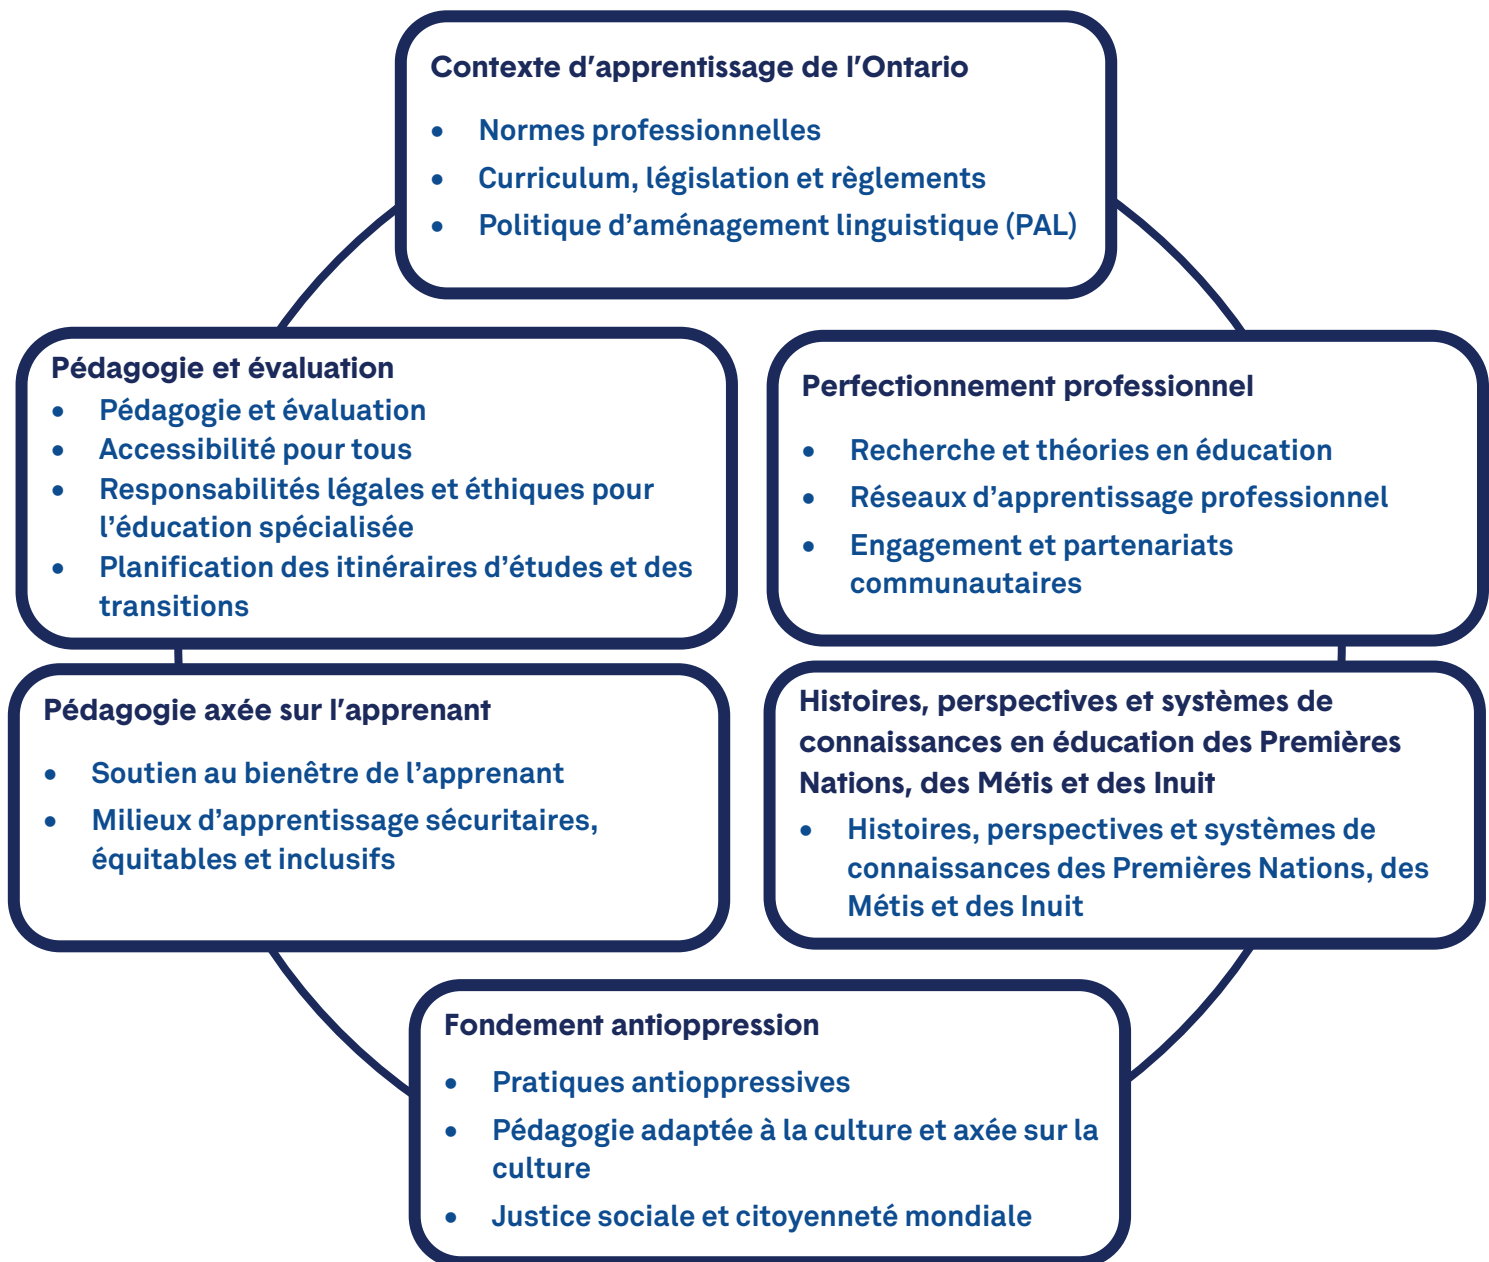 Contexte d'apprentissage de l'Ontario
• Normes professionnelles
• Curriculum, législation et règlements
• Politique d'aménagement linguistique (PAL)
Pédagogie et évaluation
• Pédagogie et évaluation
• Accessibilité pour tous
• Responsabilités légales et éthiques pour
l'éducation spécialisée
• Planification des itinéraires d'études et des
transitions
Perfectionnement professionnel
• Recherche et théories en éducation
• Réseaux d'apprentissage professionnel
• Engagement et partenariats
communautaires
Pédagogie axée sur l'apprenant
• Soutien au bienêtre de l'apprenant
• Milieux d'apprentissage sécuritaires,
équitables et inclusifs
Histoires, perspectives et systèmes de
connaissances en éducation des Premières
Nations, des Métis et des Inuit
• Histoires, perspectives et systèmes de
connaissances des Premières Nations, des
Métis et des Inuit
Fondement antioppression
• Pratiques antioppressives
• Pédagogie adaptée à la culture et axée sur la
culture
• Justice sociale et citoyenneté mondiale